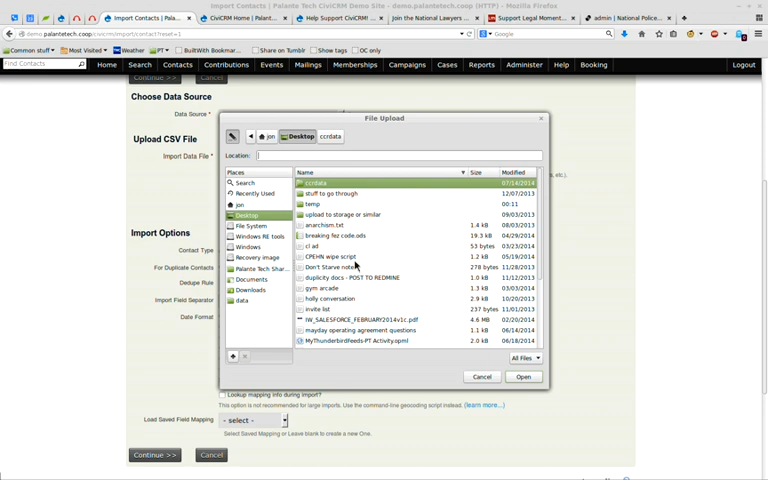 Import Contacts | Palante Tech CiviCRM Demo Site - demo.palantetech.coop (HTTP) - Mozilla Firefox
Import Contacts | Pala...
CiviCRM Home | Palant...
Help Support CiviCRM! ...
Join the National Lawyers ...
Support Legal Moment...
admin | National Police...
demo.palantecoop.coop/civicrm/import/contact?reset=1
Google
Common stuff
Most Visited
Weather
PT
BuiltWith Bookmar...
Share on Tumblr
Show tags
OC only
Find Contacts
Home Search Contacts Contributions Events Mailings Memberships Campaigns Cases Reports Administer Help Booking Logout
Continue >> Cancel
Choose Data Source
Data Source *
Upload CSV File
Import Data File *
, etc.).
Import Options
Contact Type
For Duplicate Contacts
Dedupe Rule
Import Field Separator
Date Format
File Upload
jon Desktop ccrdata
Location:
Places
Search
Recently Used
jon
Desktop
File System
Windows RE tools
Windows
Recovery image
Palante Tech Shar...
Documents
Downloads
data
Name Size Modified
ccrdata 07/14/2014
stuff to go through 12/07/2013
temp 00:11
upload to storage or similar 09/03/2013
anarchism.txt 1.4 kB 08/03/2013
breaking fez code.ods 19.3 kB 04/29/2014
cl ad 53 bytes 03/23/2014
CPEHN wipe script 1.2 kB 05/19/2014
Don't Starve notes 278 bytes 11/28/2013
duplicity docs - POST TO REDMINE 1.0 kB 11/12/2013
gym arcade 1.3 kB 03/03/2014
holly conversation 2.9 kB 10/20/2013
invite list 237 bytes 11/01/2013
IW_SALESFORCE_FEBRUARY2014v1c.pdf 4.6 MB 02/20/2014
mayday operating agreement questions 1.1 kB 06/14/2014
MyThunderbirdFeeds-PT Activity.opml 2.0 kB 06/18/2014
All Files
Cancel Open
Lookup mapping info during import?
This option is not recommended for large imports. Use the command-line geocoding script instead. (learn more...)
Load Saved Field Mapping
- select -
Select Saved Mapping or Leave blank to create a new One.
Continue >> Cancel